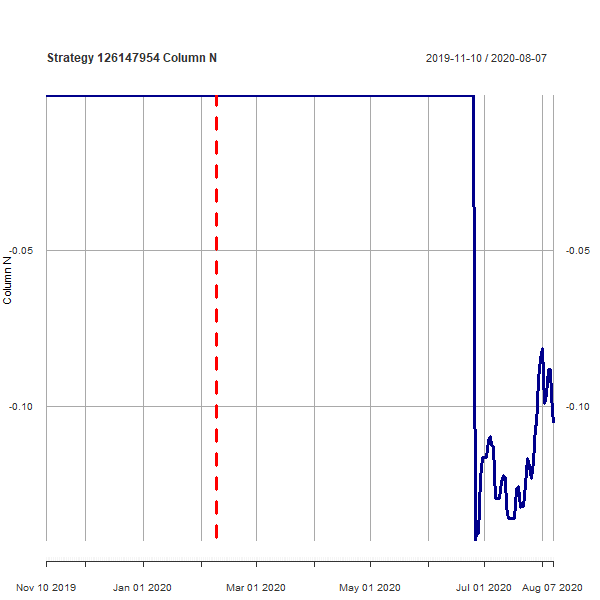 Strategy 126147954 Column N
2019-11-10 / 2020-08-07
-0.05
-0.05
Column N
-0.10
-0.10
Nov 10 2019
Jan 01 2020
Mar 01 2020
May 01 2020
Jul 01 2020
Aug 07 2020